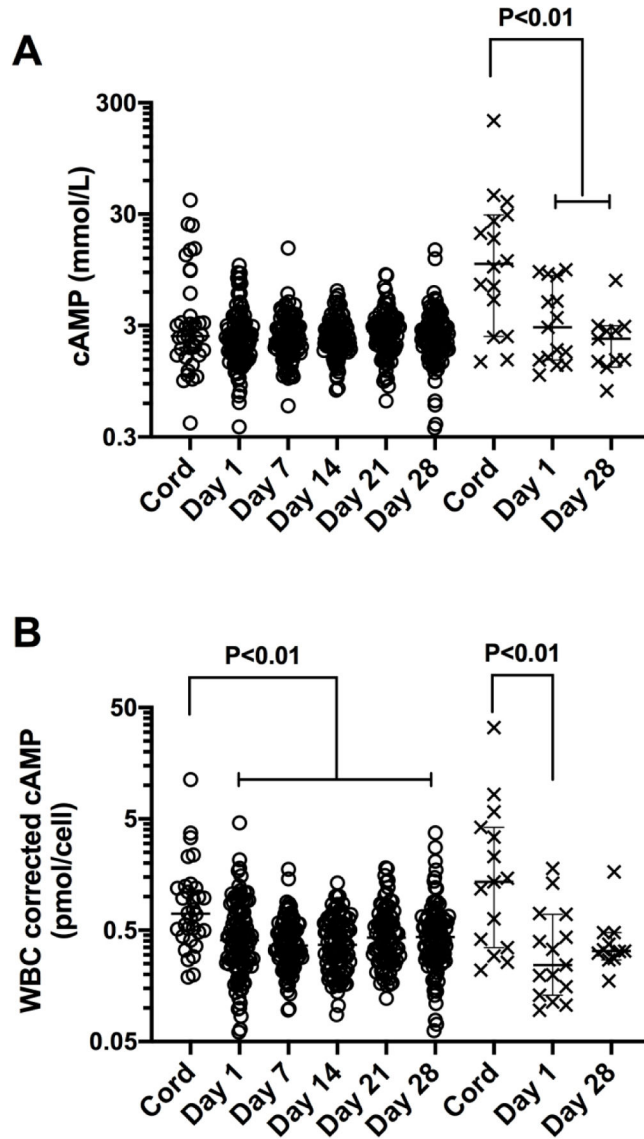 A
P<0.01
cAMP (mmol/L)
300
30
3
0.3
Cord
Day 1
Day 7
Day 14
Day 21
Day 28
Cord
Day 1
Day 28
B
P<0.01
P<0.01
WBC corrected cAMP
(pmol/cell)
50
5
0.5
0.05
Cord
Day 1
Day 7
Day 14
Day 21
Day 28
Cord
Day 1
Day 28